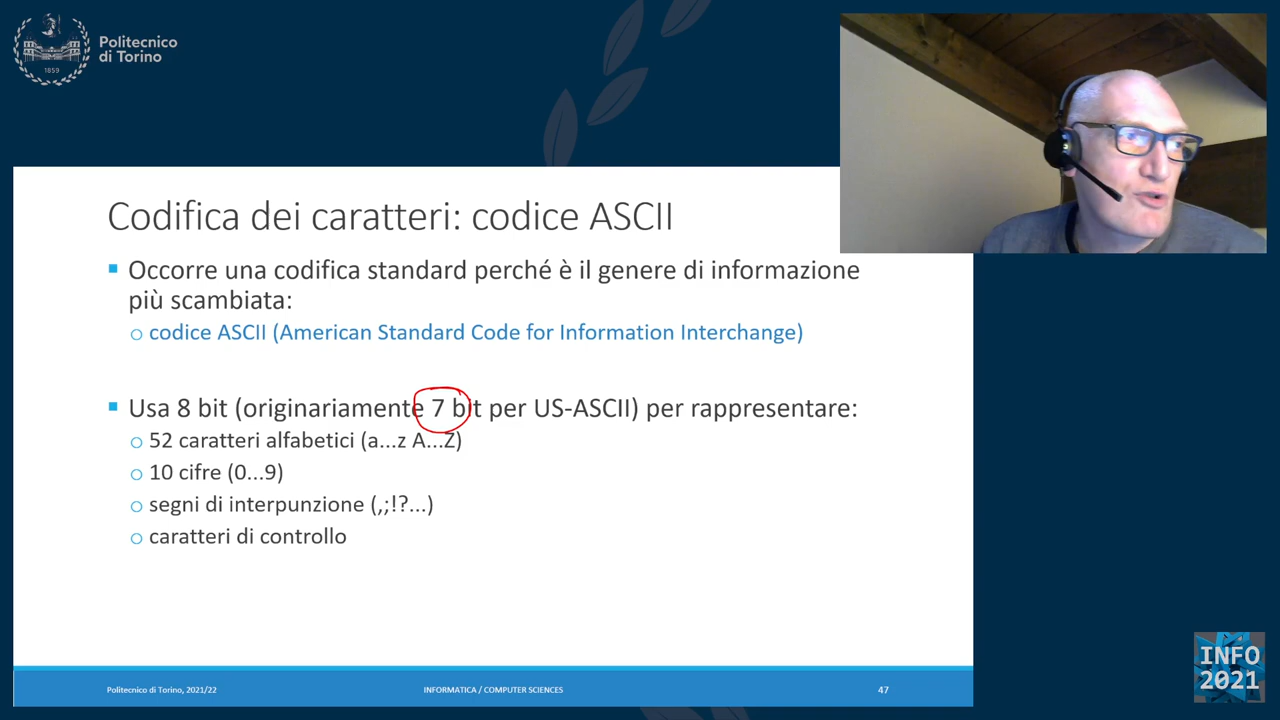 Politecnico
di Torino
1859
Codifica dei caratteri: codice ASCII
Occorre una codifica standard perché è il genere di informazione
più scambiata:
codice ASCII (American Standard Code for Information Interchange)
Usa 8 bit (originariamente 7 bit per US-ASCII) per rappresentare:
52 caratteri alfabetici (a...z A...Z)
10 cifre (0...9)
segni di interpunzione (,;!?...)
caratteri di controllo
Politecnico di Torino, 2021/22
INFORMATICA / COMPUTER SCIENCES
47
INFO
2021